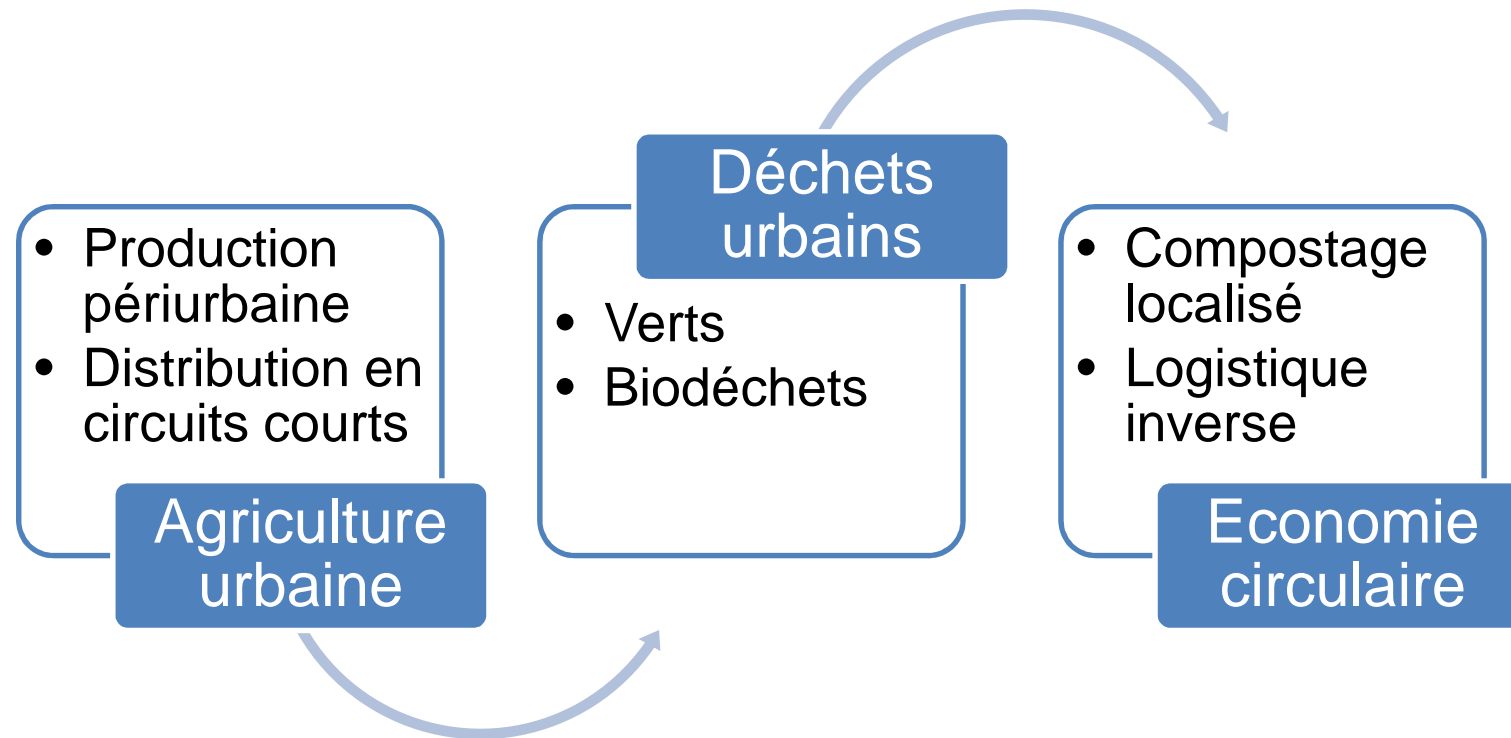 • Production
périurbaine
• Distribution en
circuits courts
Agriculture
urbaine
Déchets
urbains
• Verts
• Biodéchets
• Compostage
localisé
• Logistique
inverse
Economie
circulaire